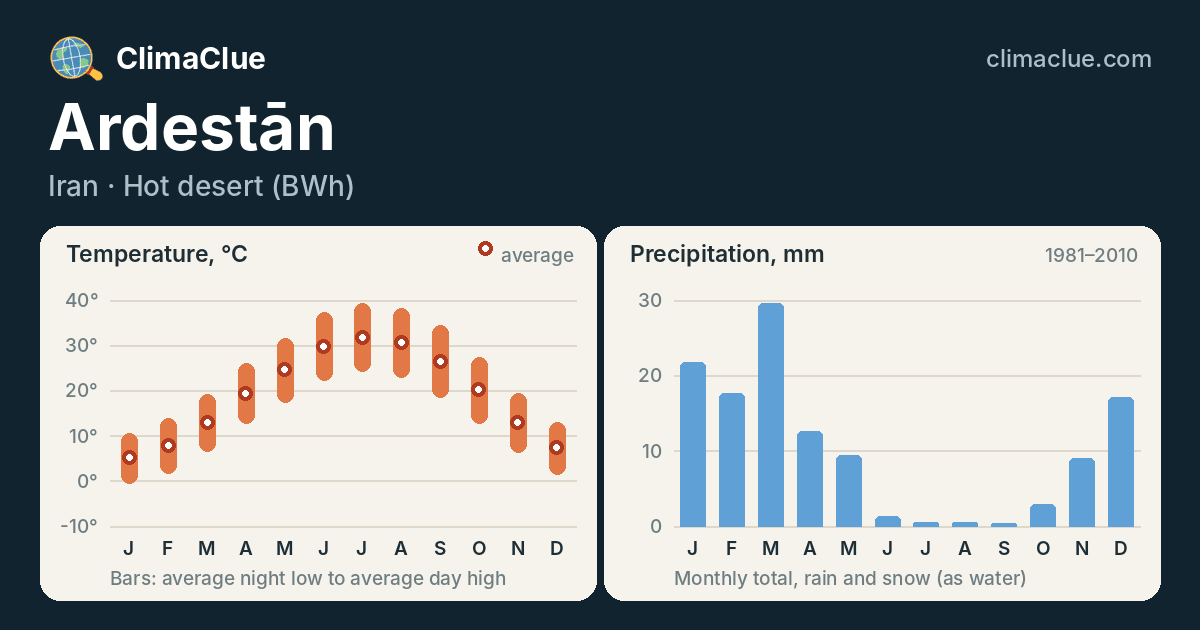 ClimaClue
climaclue.com
Ardestān
Iran · Hot desert (BWh)
Temperature, °C
average
40°
30°
20°
10°
0°
-10°
J F M A M J J A S O N D
Bars: average night low to average day high
Precipitation, mm
1981–2010
30
20
10
0
J F M A M J J A S O N D
Monthly total, rain and snow (as water)